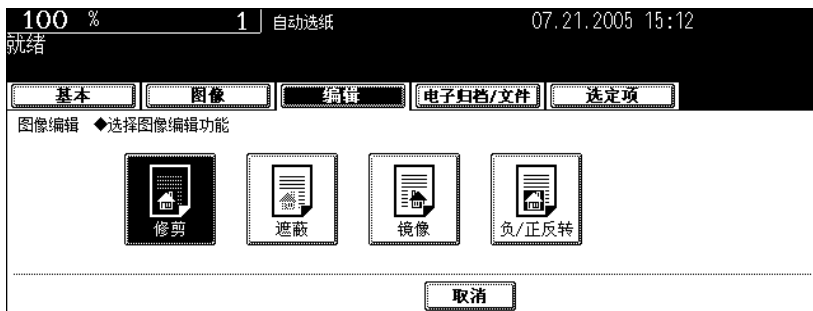 100 % 1 自动选纸 07.21.2005 15:12
就绪
基本 图像 编辑 电子归档/文件 选定项
图像编辑 ◆选择图像编辑功能
修剪 遮蔽 镜像 负/正反转
取消